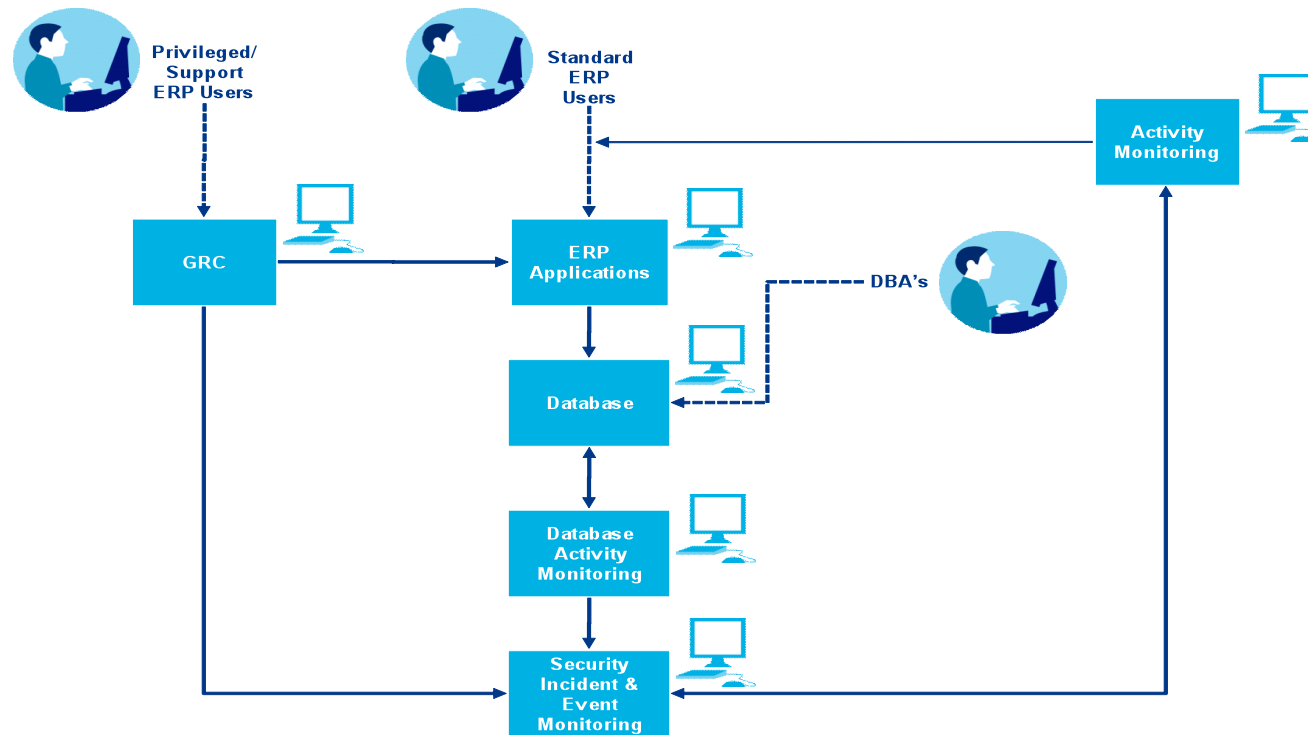 Privileged/
Support
ERP Users
Standard
ERP
Users
Activity
Monitoring
GRC
ERP
Applications
DBA's
Database
Database
Activity
Monitoring
Security
Incident &
Event
Monitoring